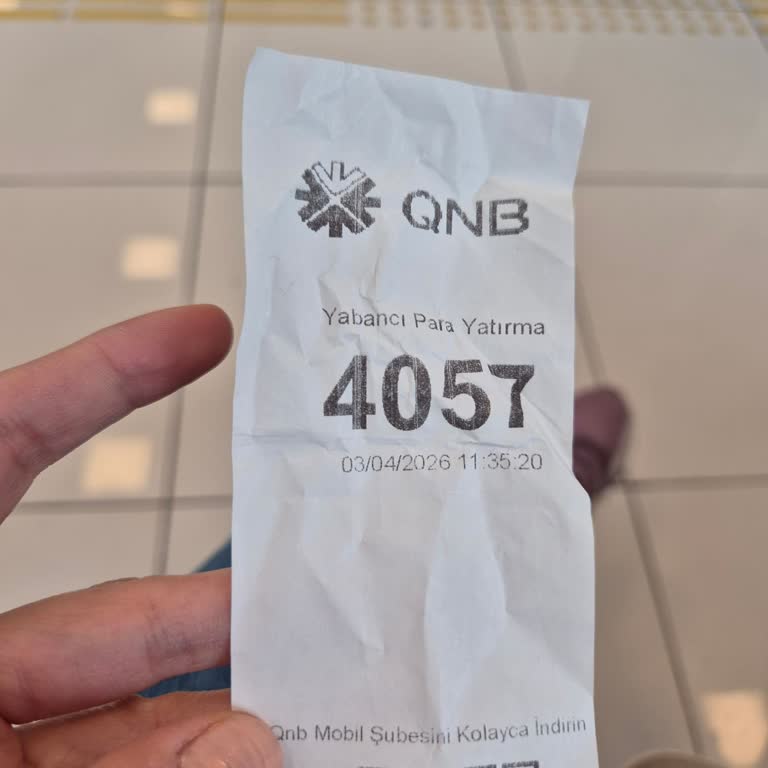 QNB
Yabancı Para Yatırma
4057
03/04/2026 11:35:20
Qnb Mobil Şubesini Kolayca İndirin